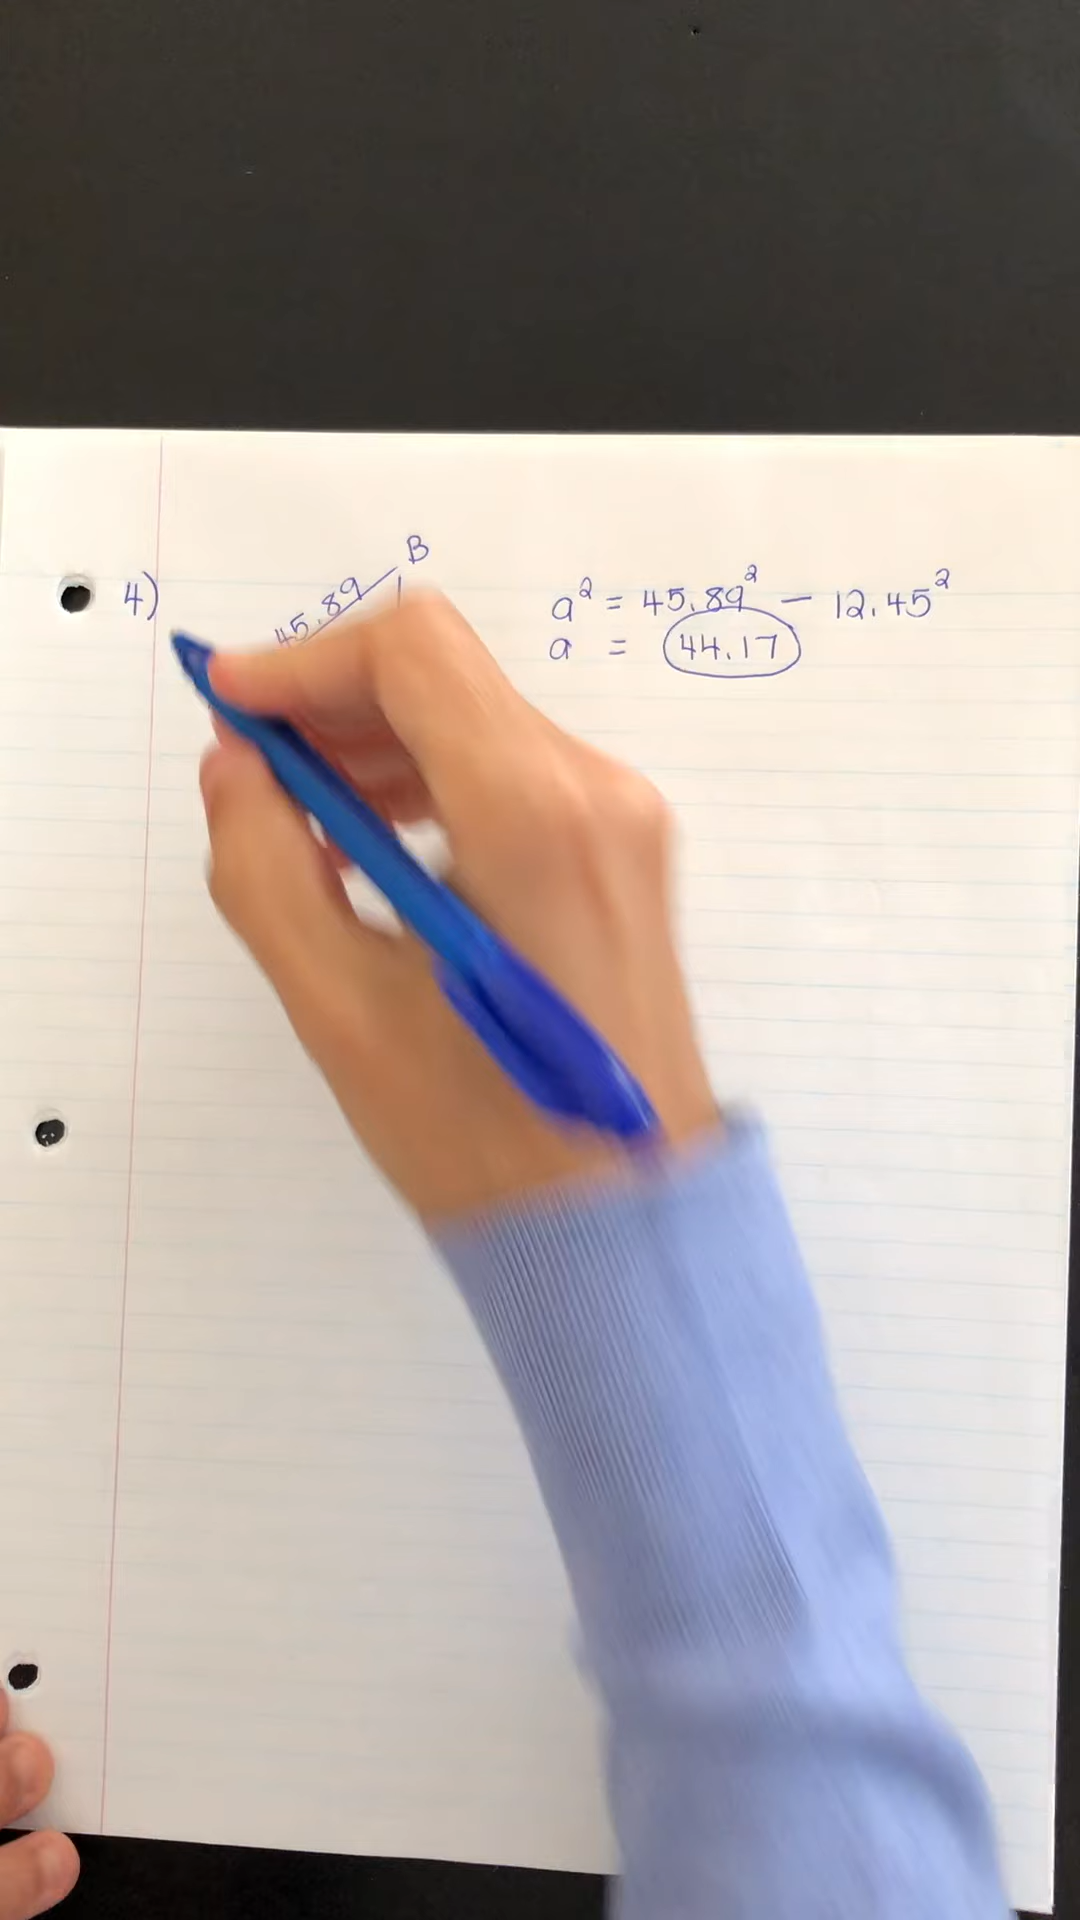 4)
B
45.89
a² = 45.89² - 12.45²
a = 44.17